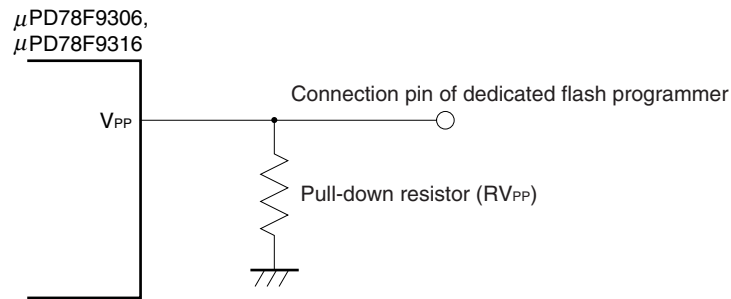 μPD78F9306,
μPD78F9316
Connection pin of dedicated flash programmer
VPP
Pull-down resistor (RVPP)